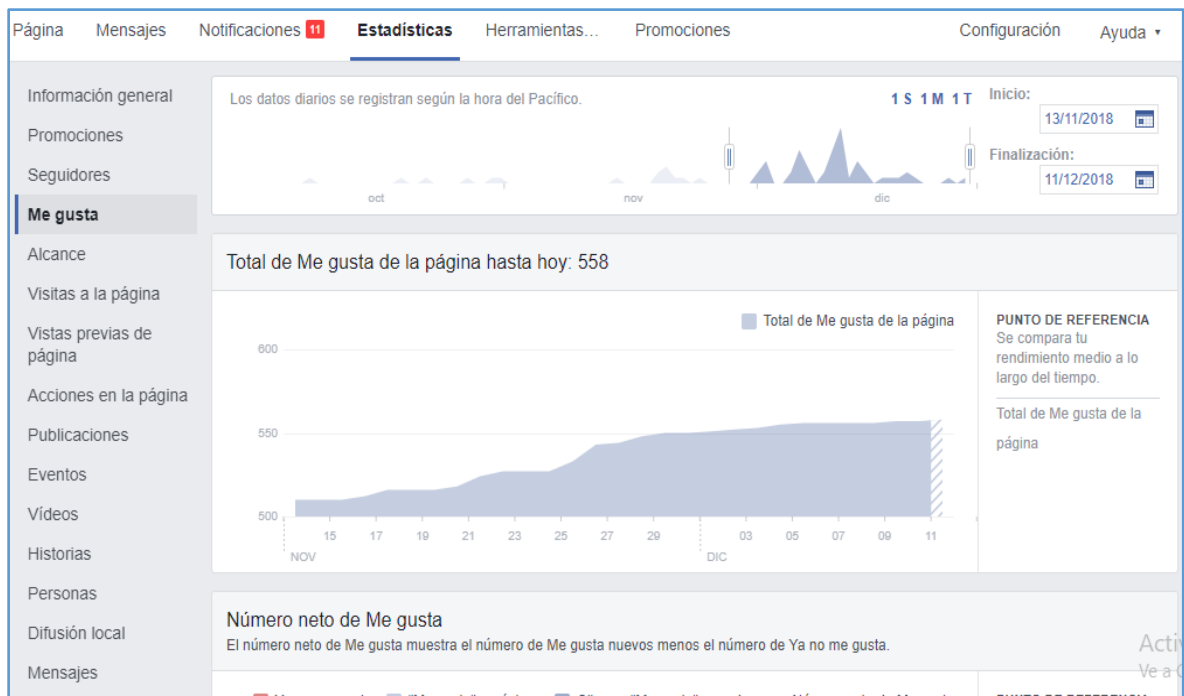 Página Mensajes Notificaciones 11 Estadísticas Herramientas... Promociones Configuración Ayuda
Información general
Promociones
Seguidores
Me gusta
Alcance
Visitas a la página
Vistas previas de
página
Acciones en la página
Publicaciones
Eventos
Vídeos
Historias
Personas
Difusión local
Mensajes
Los datos diarios se registran según la hora del Pacífico.
1 S 1 M 1 T
Inicio:
13/11/2018
Finalización:
11/12/2018
oct nov dic
Total de Me gusta de la página hasta hoy: 558
Total de Me gusta de la página
600
550
500
15 17 19 21 23 25 27 29 03 05 07 09 11
NOV DIC
PUNTO DE REFERENCIA
Se compara tu
rendimiento medio a lo
largo del tiempo.
Total de Me gusta de la
página
Número neto de Me gusta
El número neto de Me gusta muestra el número de Me gusta nuevos menos el número de Ya no me gusta.